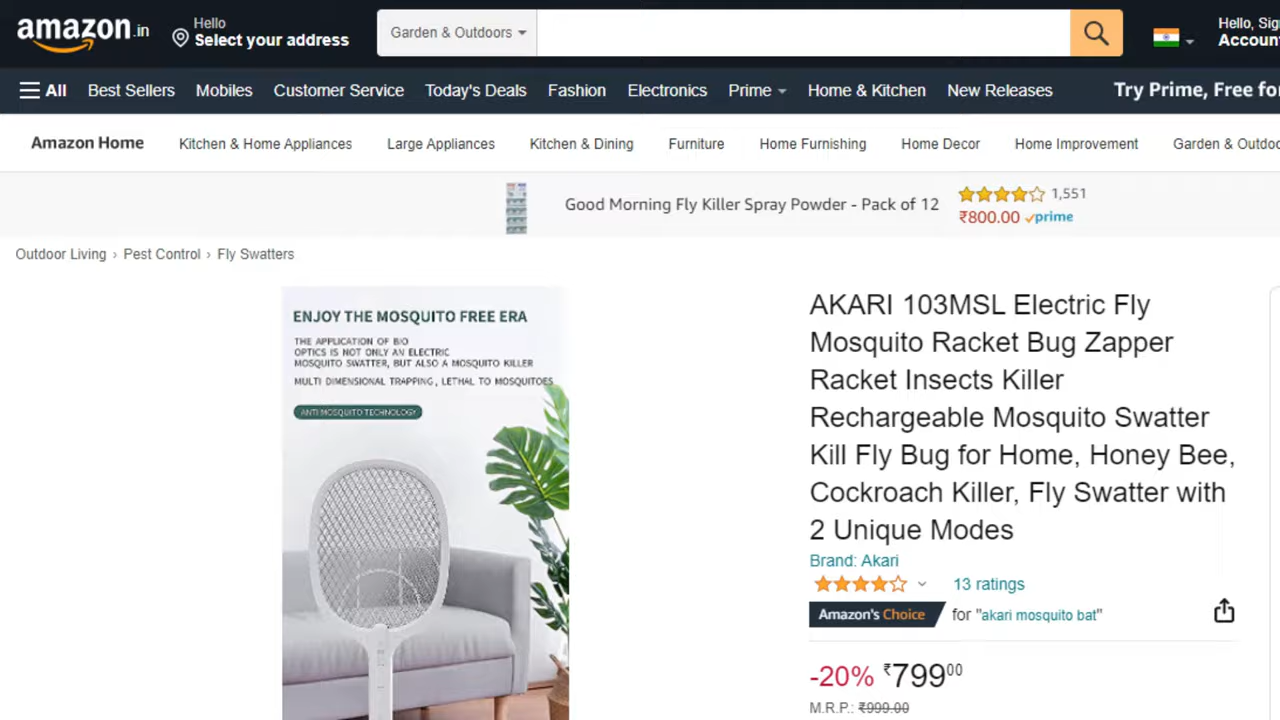 amazon.in
Hello
Select your address
Garden & Outdoors
Hello, Sig
Accoun
All
Best Sellers
Mobiles
Customer Service
Today's Deals
Fashion
Electronics
Prime
Home & Kitchen
New Releases
Try Prime, Free fo
Amazon Home
Kitchen & Home Appliances
Large Appliances
Kitchen & Dining
Furniture
Home Furnishing
Home Decor
Home Improvement
Garden & Outdoo
Good Morning Fly Killer Spray Powder - Pack of 12
1,551
₹800.00 prime
Outdoor Living › Pest Control › Fly Swatters
ENJOY THE MOSQUITO FREE ERA
THE APPLICATION OF BIO
OPTICS IS NOT ONLY AN ELECTRIC
MOSQUITO SWATTER, BUT ALSO A MOSQUITO KILLER
MULTI DIMENSIONAL TRAPPING, LETHAL TO MOSQUITOES
ANTI MOSQUITO TECHNOLOGY
AKARI 103MSL Electric Fly
Mosquito Racket Bug Zapper
Racket Insects Killer
Rechargeable Mosquito Swatter
Kill Fly Bug for Home, Honey Bee,
Cockroach Killer, Fly Swatter with
2 Unique Modes
Brand: Akari
13 ratings
Amazon's Choice for "akari mosquito bat"
-20% ₹79900
M.R.P.: ₹999.00